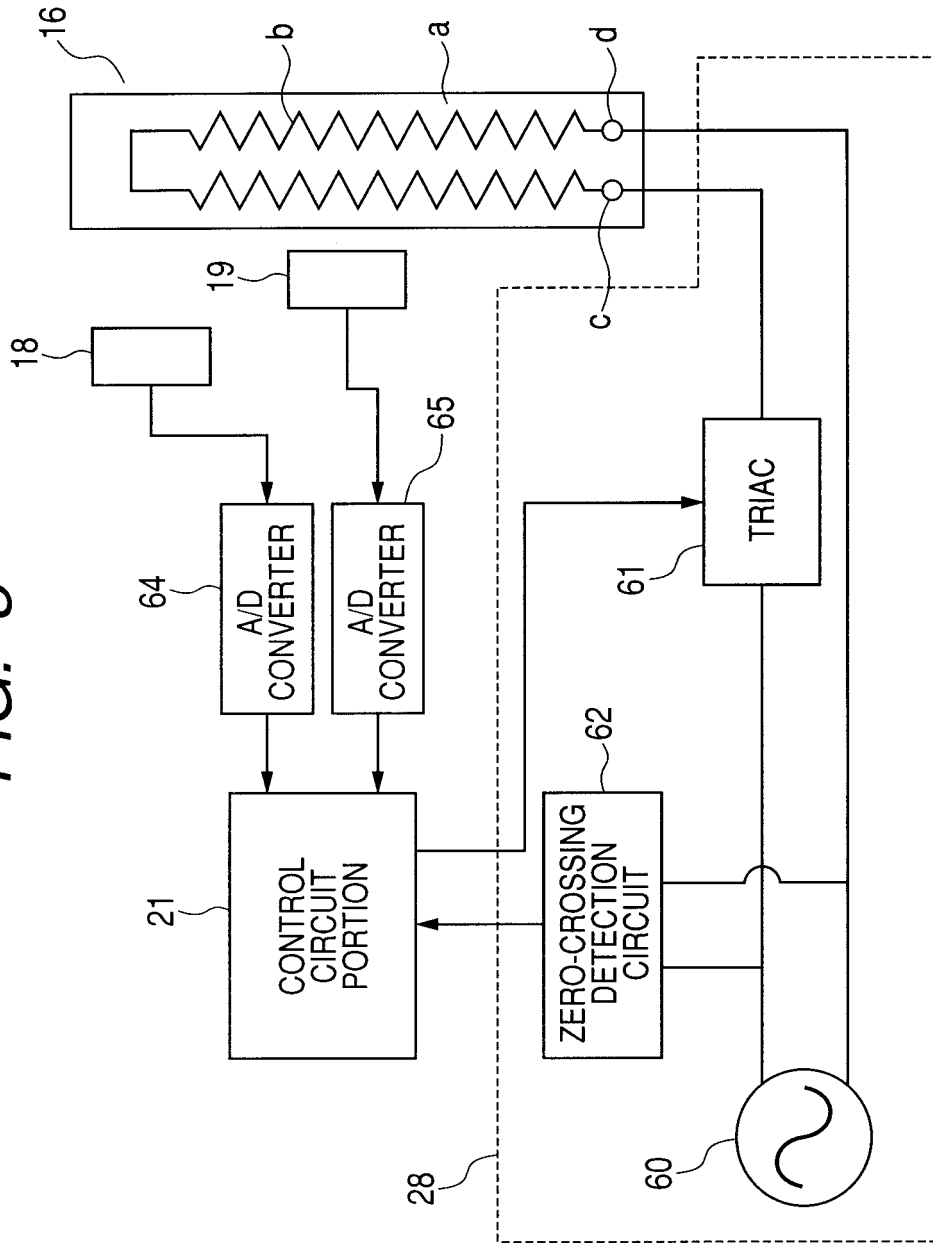 FIG.
16
18
19
b
a
d
c
64
A/D
CONVERTER
65
A/D
CONVERTER
21
CONTROL
CIRCUIT
PORTION
62
ZERO-CROSSING
DETECTION
CIRCUIT
61
TRIAC
28
60